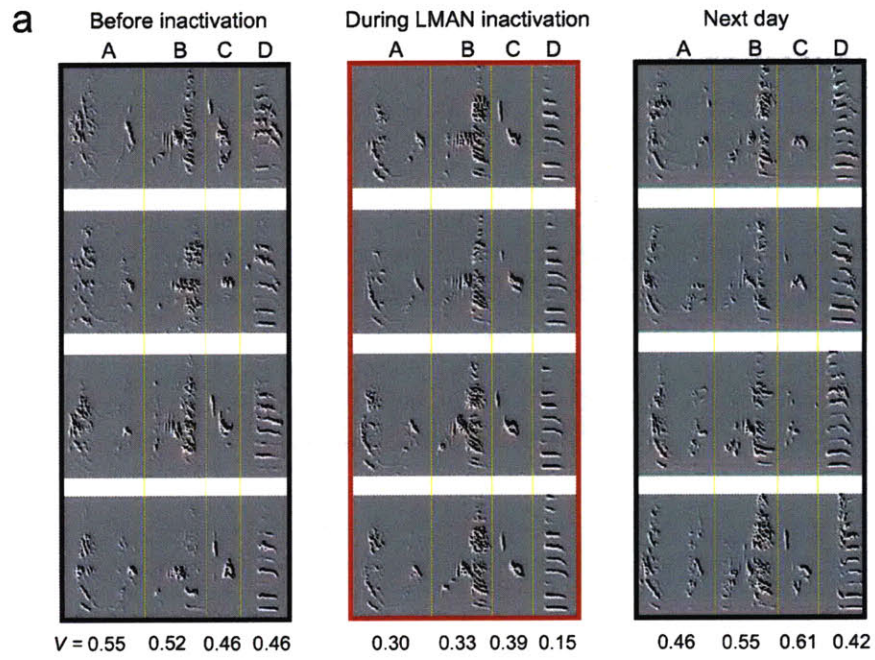 a
Before inactivation During LMAN inactivation Next day
A B C D A B C D A B C D
V = 0.55 0.52 0.46 0.46 0.30 0.33 0.39 0.15 0.46 0.55 0.61 0.42